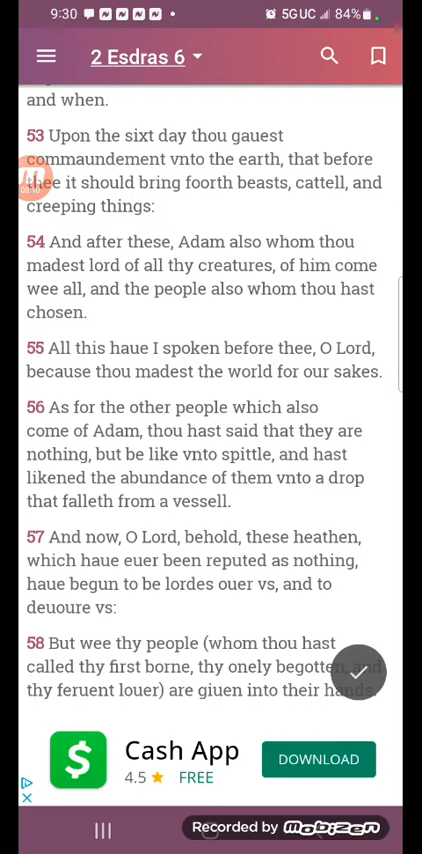 9:30 5GUC 84%
2 Esdras 6
and when.
53 Upon the sixt day thou gauest
commaundement vnto the earth, that before
thee it should bring foorth beasts, cattell, and
creeping things:
54 And after these, Adam also whom thou
madest lord of all thy creatures, of him come
wee all, and the people also whom thou hast
chosen.
55 All this haue I spoken before thee, O Lord,
because thou madest the world for our sakes.
56 As for the other people which also
come of Adam, thou hast said that they are
nothing, but be like vnto spittle, and hast
likened the abundance of them vnto a drop
that falleth from a vessell.
57 And now, O Lord, behold, these heathen,
which haue euer been reputed as nothing,
haue begun to be lordes ouer vs, and to
deuoure vs:
58 But wee thy people (whom thou hast
called thy first borne, thy onely begotten, and
thy feruent louer) are giuen into their hands.
Cash App
4.5 FREE
DOWNLOAD
Recorded by MOBIZEN